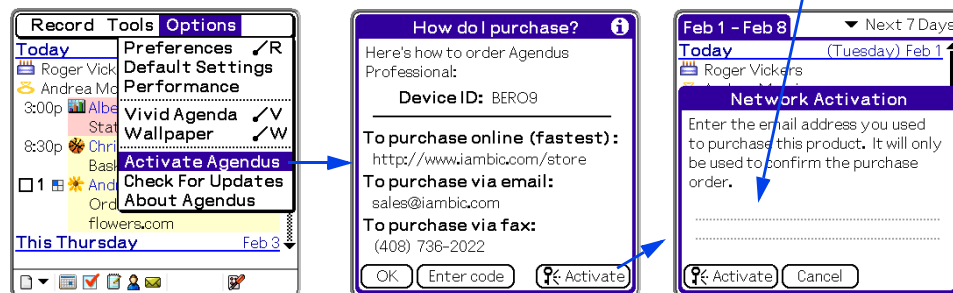 Record Tools Options
Today
Preferences /R
Default Settings
Performance
Vivid Agenda /V
Wallpaper /W
Activate Agendus
Check For Updates
About Agendus
Roger Vick
Andrea Mc
3:00p Albe
Stat
8:30p Chri
Bask
1 Andr
Ord
flowers.com
This Thursday Feb 3
How do I purchase?
Here's how to order Agendus
Professional:
Device ID: BERO9
To purchase online (fastest):
http://www.iambic.com/store
To purchase via email:
sales@iambic.com
To purchase via fax:
(408) 736-2022
OK Enter code Activate
Feb 1 - Feb 8 Next 7 Days
Today (Tuesday) Feb 1
Roger Vickers
Network Activation
Enter the email address you used
to purchase this product. It will only
be used to confirm the purchase
order.
Activate Cancel